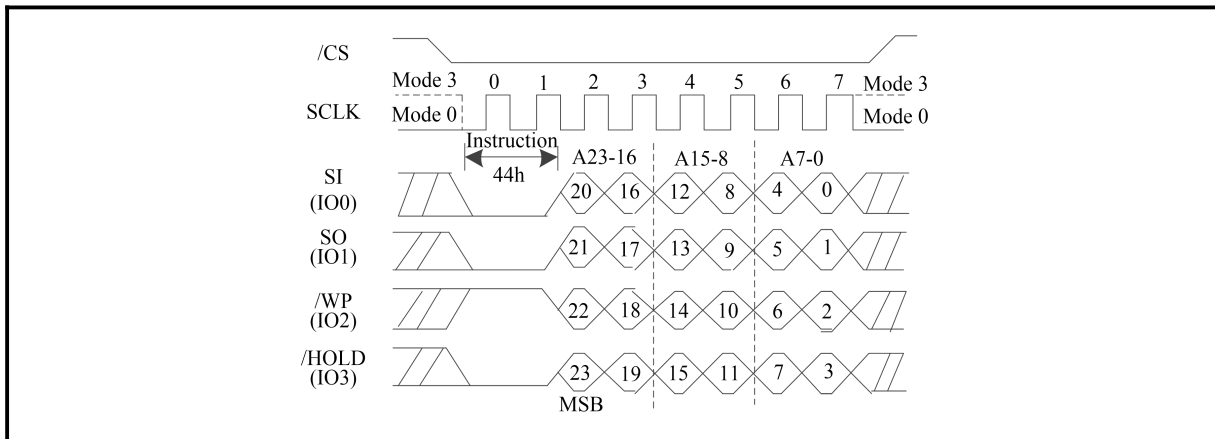 /CS
Mode 3 0 1 2 3 4 5 6 7 Mode 3
SCLK Mode 0 Mode 0
Instruction
44h
A23-16 A15-8 A7-0
SI
(IO0)
20 16 12 8 4 0
SO
(IO1)
21 17 13 9 5 1
/WP
(IO2)
22 18 14 10 6 2
/HOLD
(IO3)
23 19 15 11 7 3
MSB